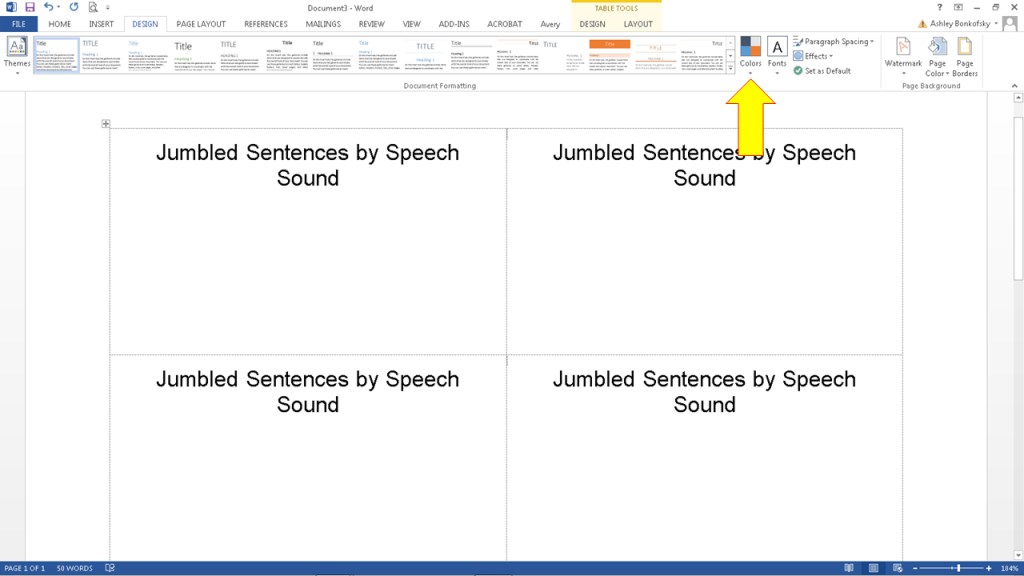 Document3 - Word
TABLE TOOLS
FILE HOME INSERT DESIGN PAGE LAYOUT REFERENCES MAILINGS REVIEW VIEW ADD-INS ACROBAT Avery DESIGN LAYOUT
Ashley Bonkofsky
Themes
Title TITLE Title Title TITLE Title Title Title TITLE Title Title TITLE Title TITLE Title
Colors Fonts
Paragraph Spacing
Effects
Set as Default
Watermark Page Color Page Borders
Document Formatting
Page Background
Jumbled Sentences by Speech
Sound
Jumbled Sentences by Speech
Sound
Jumbled Sentences by Speech
Sound
Jumbled Sentences by Speech
Sound
PAGE 1 OF 1 58 WORDS
184%